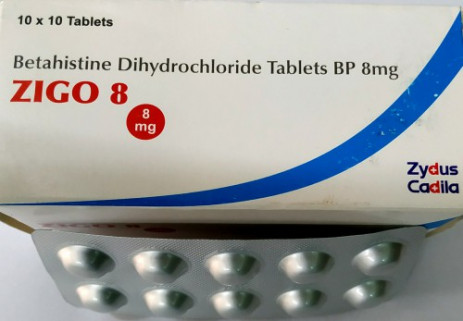 10 x 10 Tablets
Betahistine Dihydrochloride Tablets BP 8mg
ZIGO 8
8
mg
Zydus
Cadila